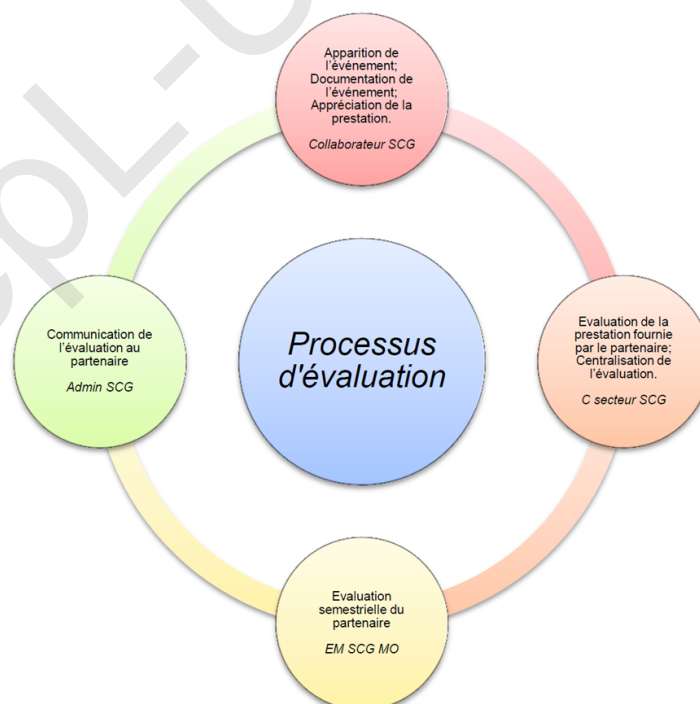 Apparition de
l'événement;
Documentation de
l'événement;
Appréciation de la
prestation.
Collaborateur SCG
Evaluation de la
prestation fournie
par le partenaire;
Centralisation de
l'évaluation.
C secteur SCG
Evaluation
semestrielle du
partenaire
EM SCG MO
Communication de
l'évaluation au
partenaire
Admin SCG
Processus
d'évaluation